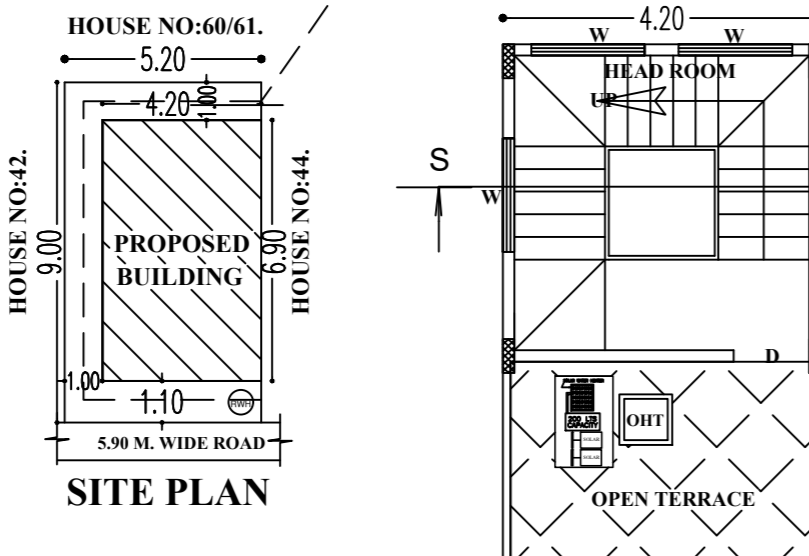 HOUSE NO:60/61.
5.20
4.20
1.00
HOUSE NO:42.
9.00
PROPOSED
BUILDING
6.90
HOUSE NO:44.
1.00
1.10
RWH
5.90 M. WIDE ROAD
SITE PLAN
4.20
W
W
HEAD ROOM
UP
S
W
D
200 LTS
CAPACITY
SOLAR
SOLAR
OHT
OPEN TERRACE